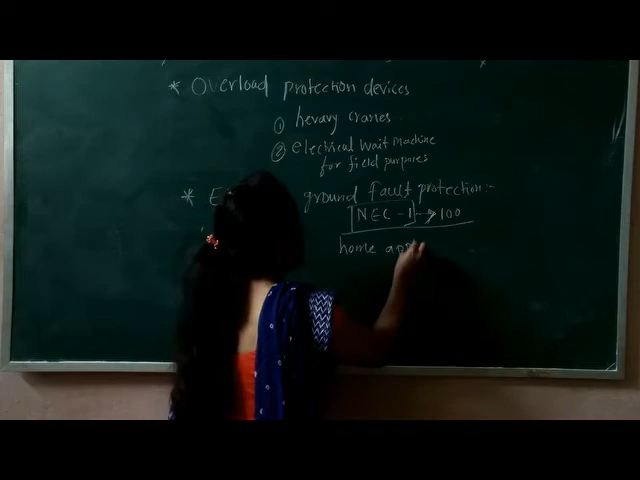 * Overload protection devices
① hevavy cranes
② electrical wait machine
for field purposes
* E ground fault protection:-
NEC-1 → 100
home app